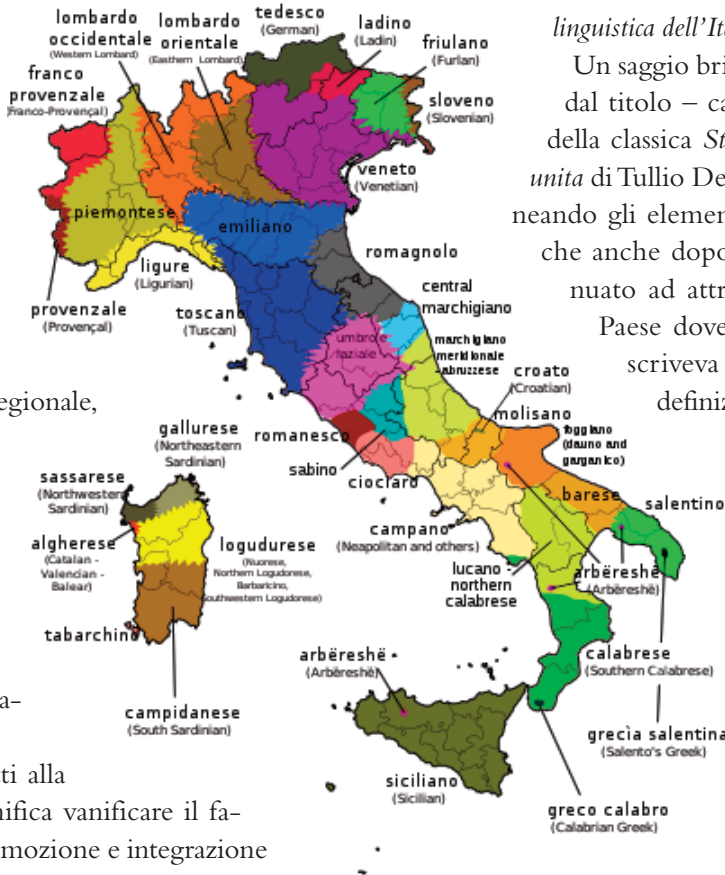 linguistica dell'Ita
Un saggio bri
dal titolo – ca
della classica St
unita di Tullio De
neando gli elemen
che anche dopo
nuato ad attr
Paese dove
scriveva
definiz
egionale,
a-
ti alla
nifica vanificare il fa-
mozione e integrazione
lombardo
occidentale
(Western Lombard)
lombardo
orientale
(Easthern Lombard)
tedesco
(German)
ladino
(Ladin)
friulano
(Furlan)
sloveno
(Slovenian)
franco
provenzale
(Franco-Provençal)
veneto
(Venetian)
piemontese
emiliano
ligure
(Ligurian)
romagnolo
provenzale
(Provençal)
toscano
(Tuscan)
central
marchigiano
umbro e
laziale
marchigiano
meridionale
-abruzzese
croato
(Croatian)
molisano
foggiano
(dauno and
garganico)
gallurese
(Northeastern
Sardinian)
romanesco
sabino
cioclaro
sassarese
(Northwestern
Sardinian)
barese
salentino
algherese
(Catalan -
Valencian -
Balear)
logudurese
(Nuorese,
Northern Logudorese,
Barbaricino,
Southwestern Logudorese)
campano
(Neapolitan and others)
lucano -
northern
calabrese
arbëreshë
(Arbëreshë)
tabarchino
arbëreshë
(Arbëreshë)
calabrese
(Southern Calabrese)
campidanese
(South Sardinian)
grecìa salentina
(Salento's Greek)
siciliano
(Sicilian)
greco calabro
(Calabrian Greek)